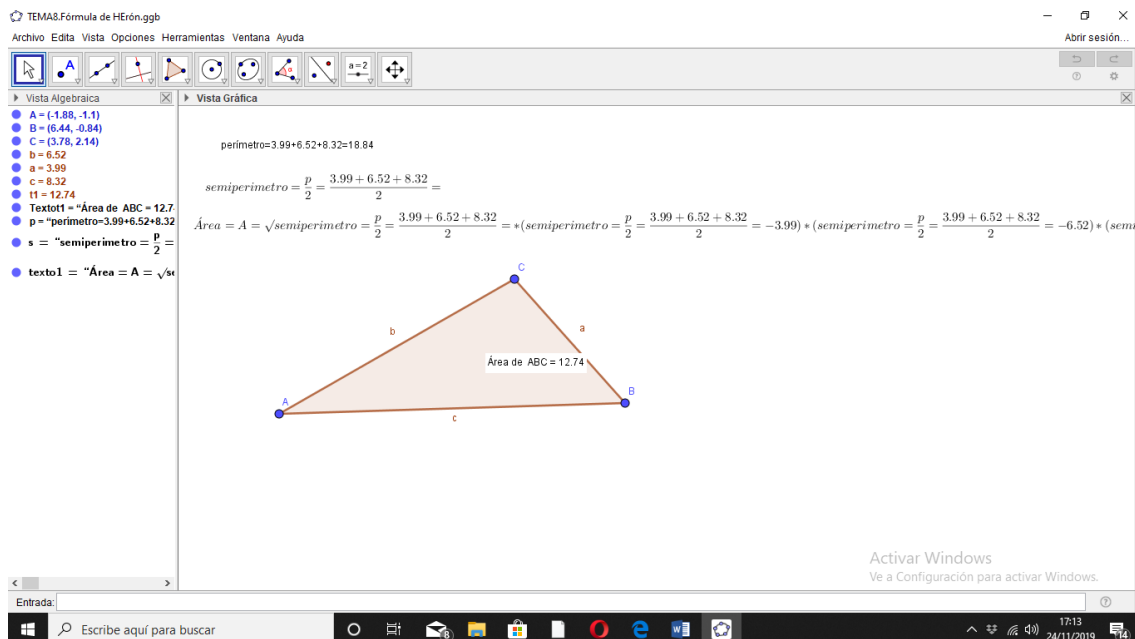 TEMA8.Fórmula de HErón.ggb
Archivo Edita Vista Opciones Herramientas Ventana Ayuda
Abrir sesión...
A
a=2
Vista Algebraica
Vista Gráfica
A = (-1.88, -1.1)
B = (6.44, -0.84)
C = (3.78, 2.14)
b = 6.52
a = 3.99
c = 8.32
t1 = 12.74
Textot1 = "Área de ABC = 12.7
p = "perímetro=3.99+6.52+8.32
s = "semiperimetro = p/2 =
texto1 = "Área = A = √se
perímetro=3.99+6.52+8.32=18.84
semiperimetro = p/2 = (3.99 + 6.52 + 8.32)/2 =
Área = A = √semiperimetro = p/2 = (3.99 + 6.52 + 8.32)/2 = *(semiperimetro = p/2 = (3.99 + 6.52 + 8.32)/2 = -3.99) * (semiperimetro = p/2 = (3.99 + 6.52 + 8.32)/2 = -6.52) * (sem
C
b
a
Área de ABC = 12.74
A
B
c
Activar Windows
Ve a Configuración para activar Windows.
Entrada:
Escribe aquí para buscar
8
17:13
24/11/2019
14